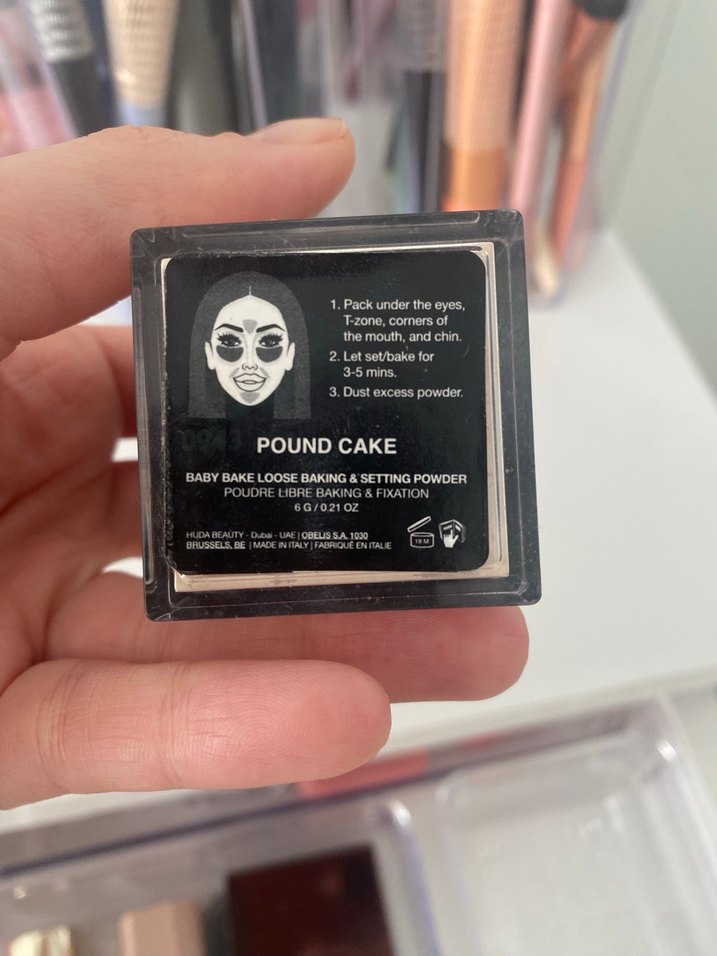 1. Pack under the eyes,
T-zone, corners of
the mouth, and chin.
2. Let set/bake for
3-5 mins.
3. Dust excess powder.
POUND CAKE
BABY BAKE LOOSE BAKING & SETTING POWDER
POUDRE LIBRE BAKING & FIXATION
6 G / 0.21 OZ
HUDA BEAUTY - Dubai - UAE | OBELIS S.A. 1030
BRUSSELS, BE | MADE IN ITALY | FABRIQUÉ EN ITALIE
18 M